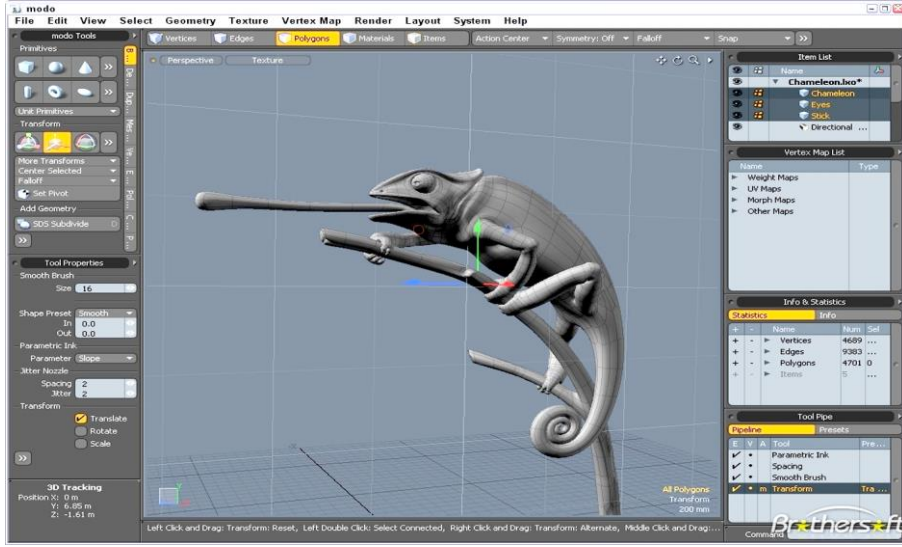 modo
File Edit View Select Geometry Texture Vertex Map Render Layout System Help
modo Tools
Primitives
Unit Primitives
Transform
More Transforms
Center Selected
Falloff
Set Pivot
Add Geometry
SDS Subdivide D
B...
De...
Dup...
Mes...
Ve...
E...
Pol...
C...
P...
Tool Properties
Smooth Brush
Size 16
Shape Preset Smooth
In 0.0
Out 0.0
Parametric Ink
Parameter Slope
Jitter Nozzle
Spacing 2
Jitter 2
Transform
Translate
Rotate
Scale
3D Tracking
Position X: 0 m
Y: 6.85 m
Z: -1.61 m
Vertices Edges Polygons Materials Items Action Center Symmetry: Off Falloff Snap
Perspective Texture
All Polygons
Transform
200 mm
Left Click and Drag: Transform: Reset, Left Double Click: Select Connected, Right Click and Drag: Transform: Alternate, Middle Click and Drag:...
Item List
Name
Chameleon.lxo*
Chameleon
Eyes
Stick
Directional ...
Vertex Map List
Name Type
Weight Maps
UV Maps
Morph Maps
Other Maps
Info & Statistics
Statistics Info
+ - Name Num Sel
+ - Vertices 4689 ...
+ - Edges 9383 ...
+ - Polygons 4701 0
+ - Items 5 ...
Tool Pipe
Pipeline Presets
E V A Tool Pre...
Parametric Ink
Spacing
Smooth Brush
m Transform Tra ...
Command
Brothersoft